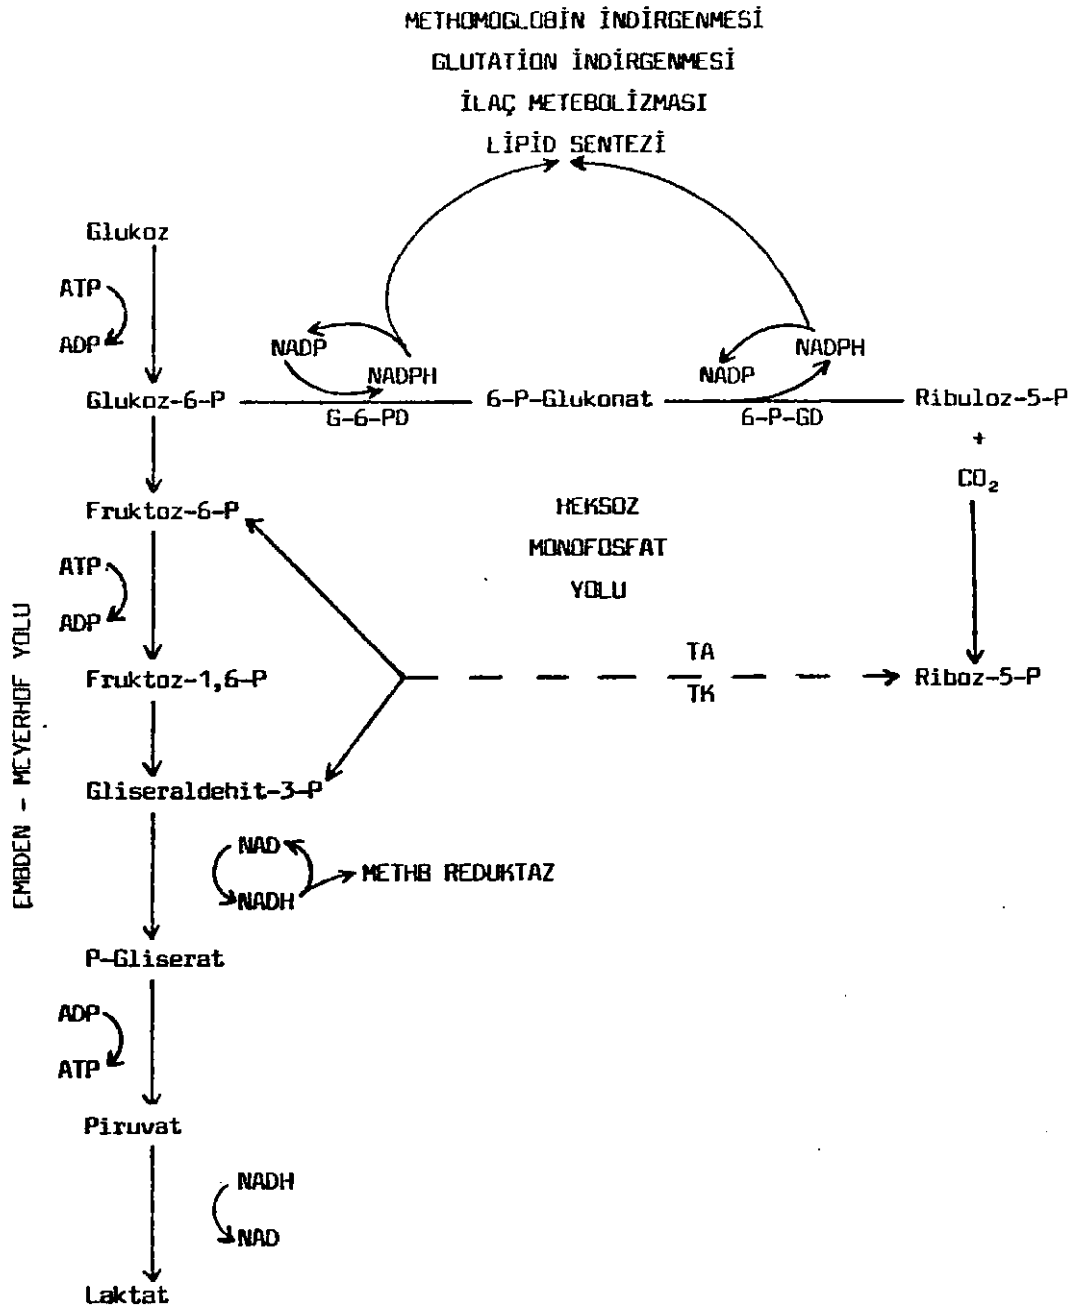 METHOMOGLOBİN İNDİRGENMESİ
GLUTATİON İNDİRGENMESİ
İLAÇ METEBOLİZMASI
LİPİD SENTEZİ
Glukoz
ATP
ADP
NADP
NADPH
NADP
NADPH
Glukoz-6-P
G-6-PD
6-P-Glukonat
6-P-GD
Ribuloz-5-P
+
CO₂
Fruktoz-6-P
HEKSOZ
MONOFOSFAT
YOLU
ATP
ADP
EMBDEN - MEYERHOF YOLU
Fruktoz-1,6-P
TA
TK
Riboz-5-P
Gliseraldehit-3-P
NAD
NADH
METHB REDUKTAZ
P-Gliserat
ADP
ATP
Piruvat
NADH
NAD
Laktat